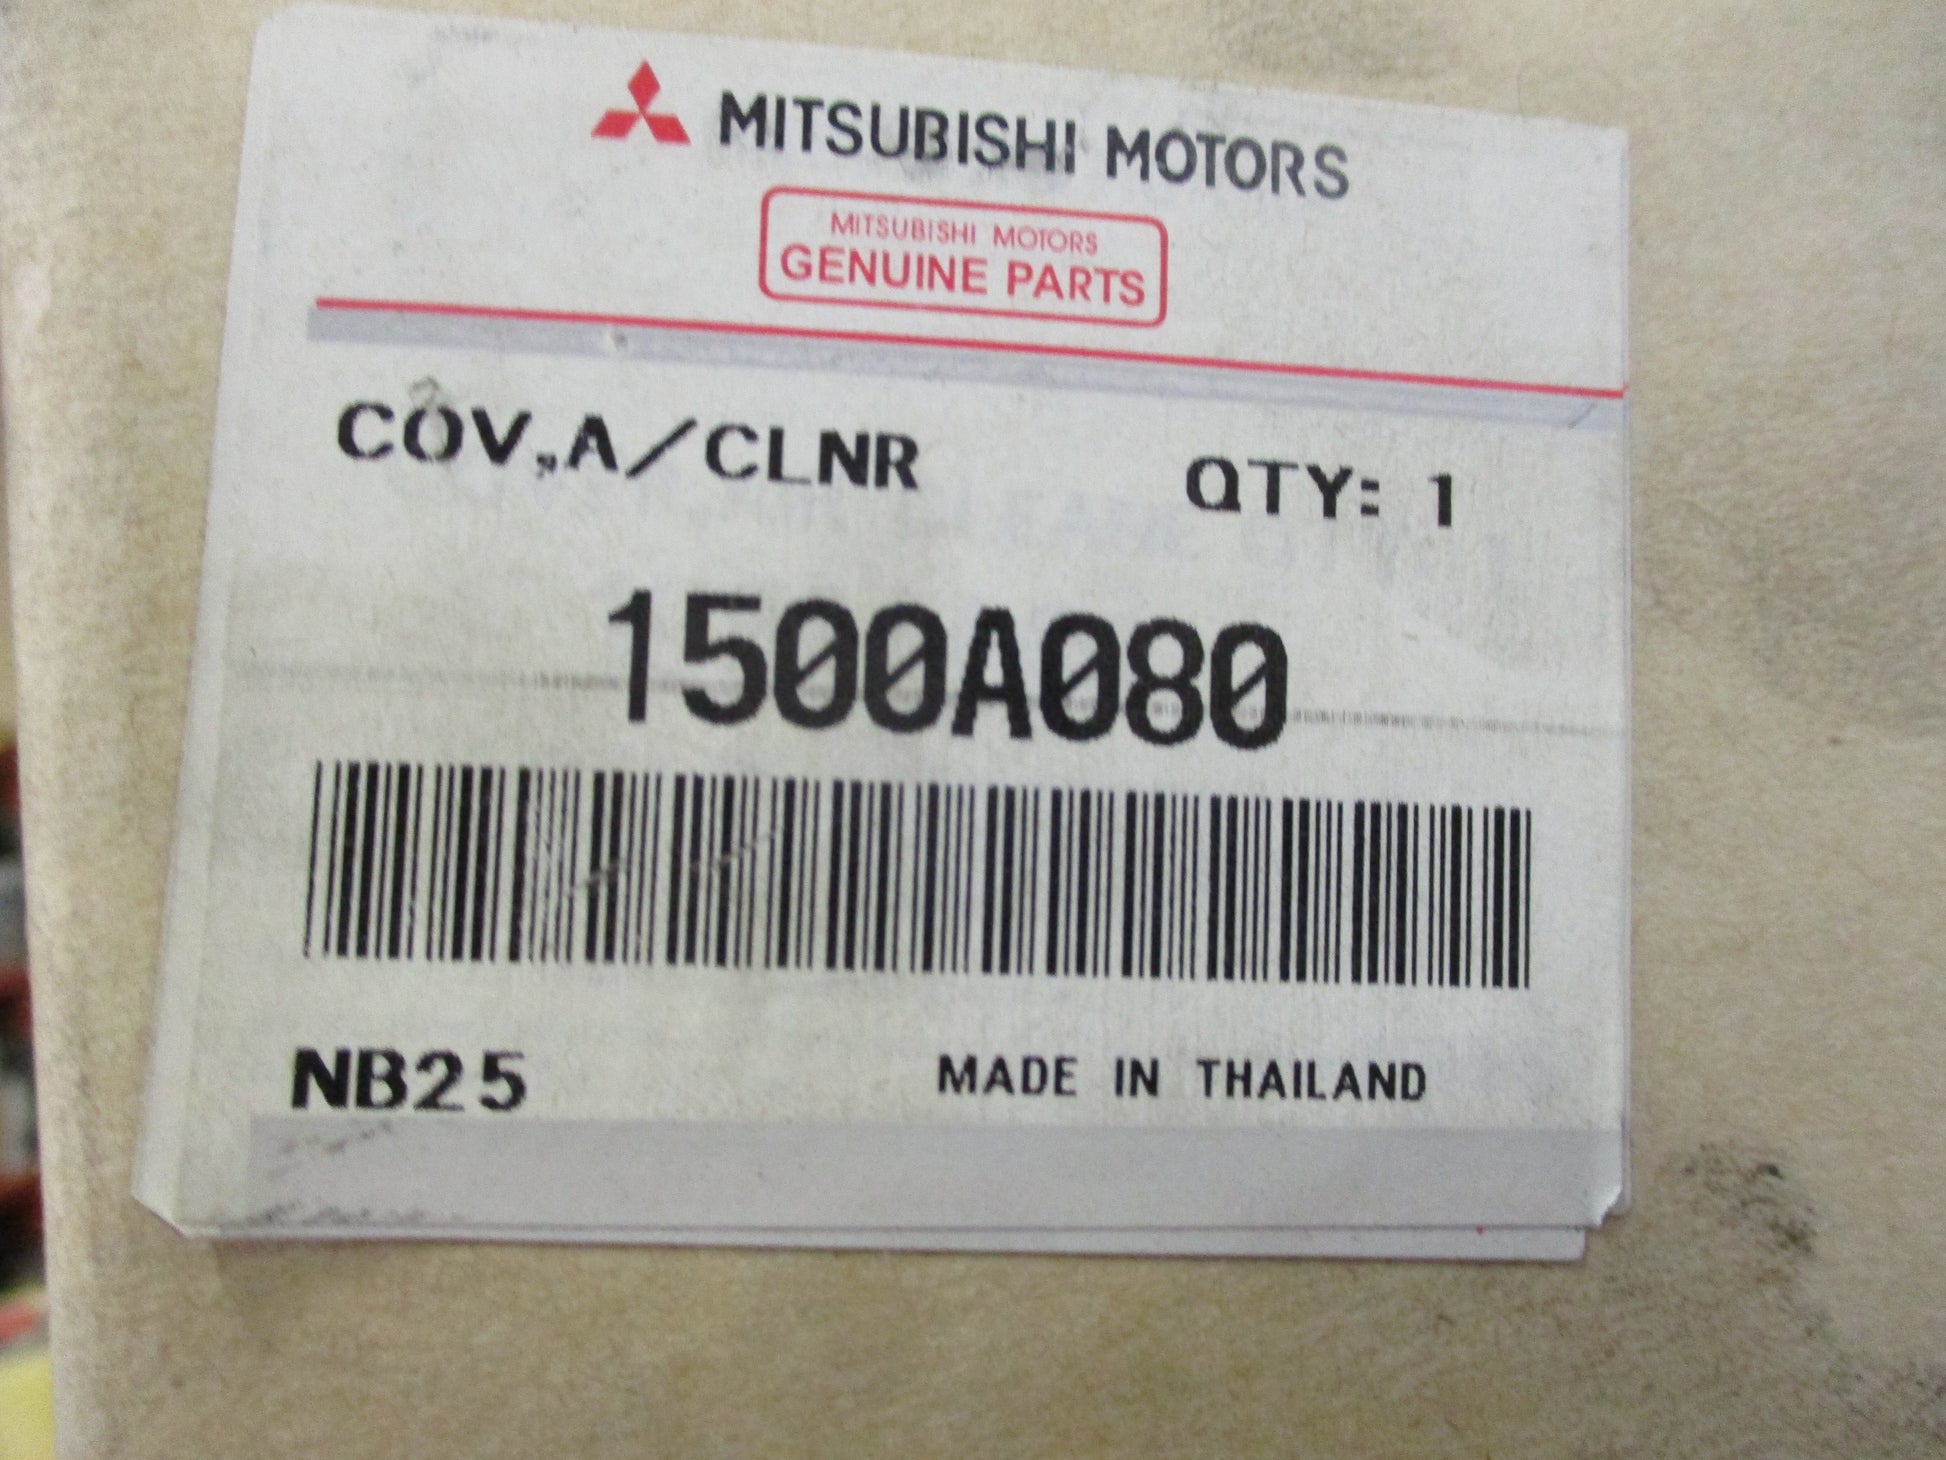 MITSUBISHI MOTORS
MITSUBISHI MOTORS
GENUINE PARTS
COV,A/CLNR QTY: 1
1500A080
NB25 MADE IN THAILAND